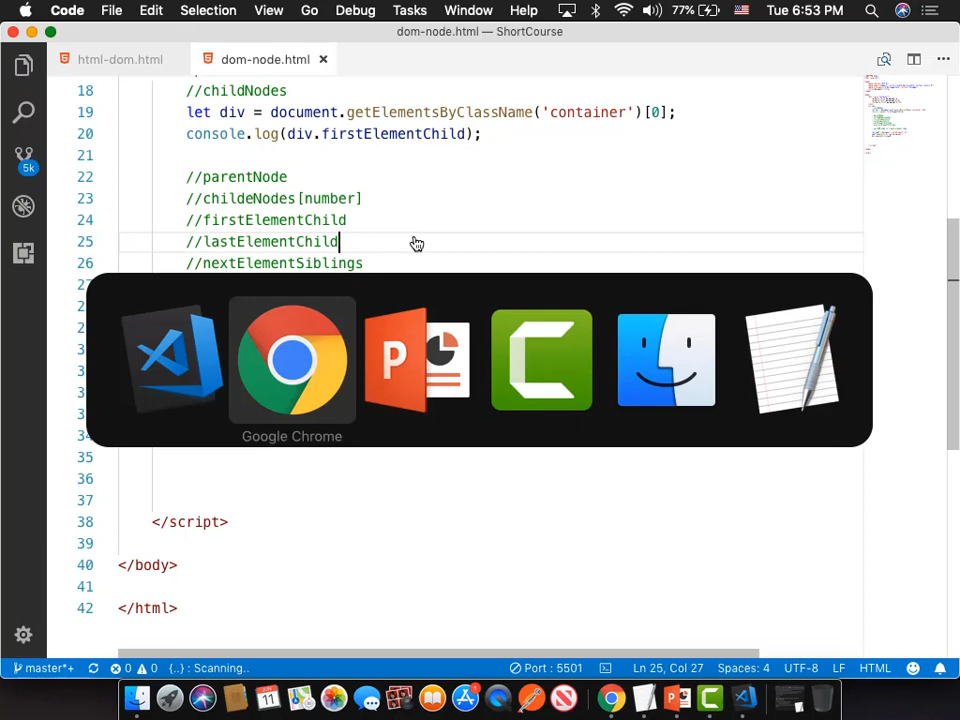 Code File Edit Selection View Go Debug Tasks Window Help 77% Tue 6:53 PM
dom-node.html — ShortCourse
html-dom.html dom-node.html ×
18 //childNodes
19 let div = document.getElementsByClassName('container')[0];
20 console.log(div.firstElementChild);
21
22 //parentNode
23 //childeNodes[number]
24 //firstElementChild
25 //lastElementChild
26 //nextElementSiblings
Google Chrome
35
36
37
38 </script>
39
40 </body>
41
42 </html>
5k
master*+ 0 0 {..} : Scanning.. Port : 5501 Ln 25, Col 27 Spaces: 4 UTF-8 LF HTML